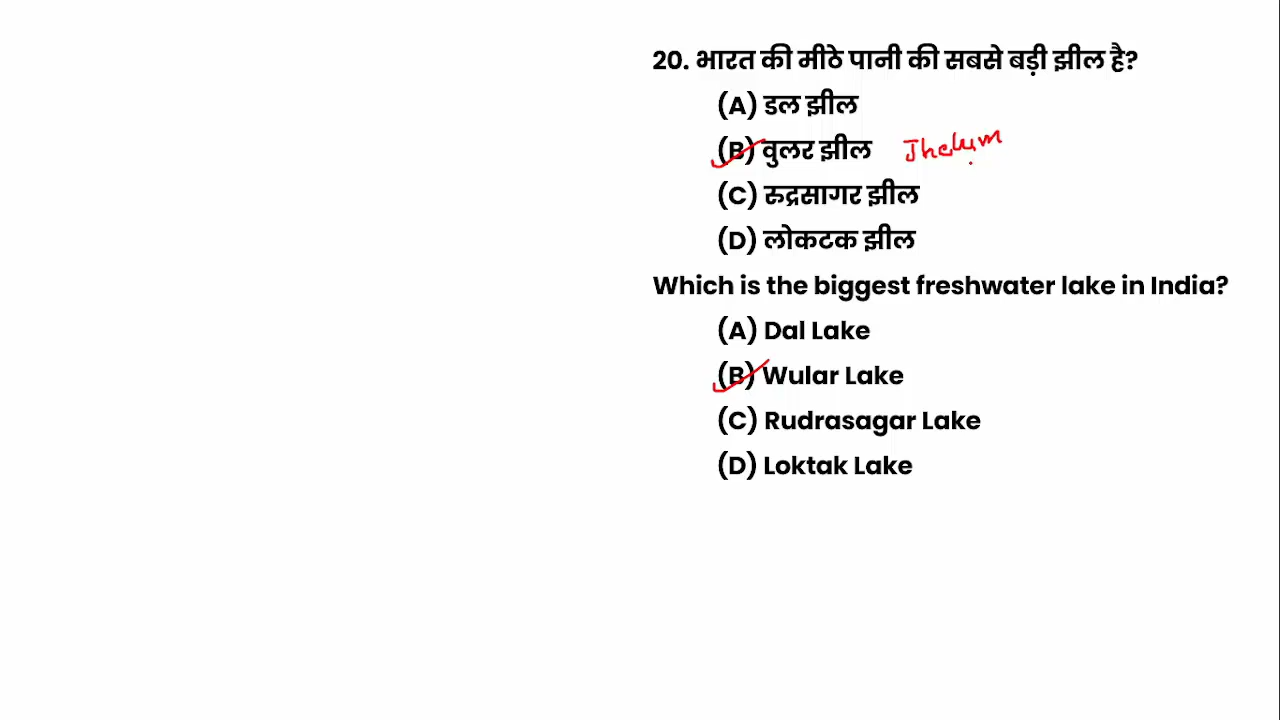 20. भारत की मीठे पानी की सबसे बड़ी झील है?
(A) डल झील
(B) वुलर झील Jhelum
(C) रुद्रसागर झील
(D) लोकटक झील
Which is the biggest freshwater lake in India?
(A) Dal Lake
(B) Wular Lake
(C) Rudrasagar Lake
(D) Loktak Lake